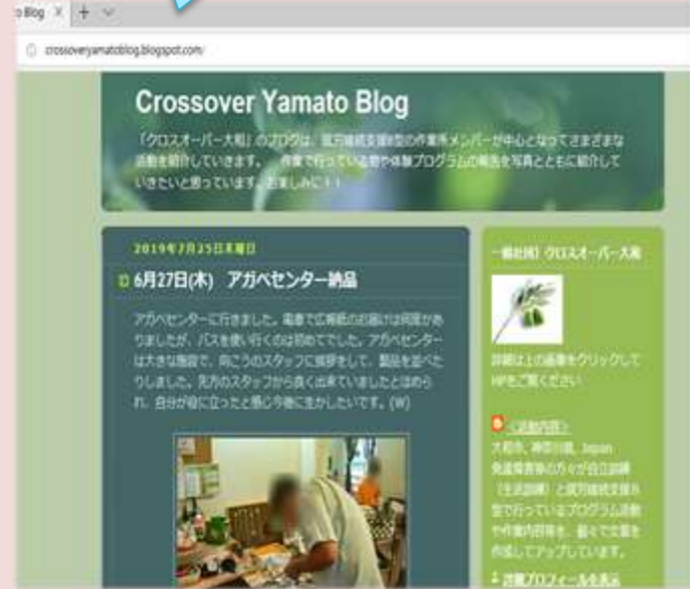 o Blog × + ∨
crossoveryamatoblog.blogspot.com/
Crossover Yamato Blog
「クロスオーバー大和」のブログは、就労継続支援B型の作業所メンバーが中心となってさまざまな
活動を紹介していきます。 作業で行っている物や体験プログラムの報告を写真とともに紹介して
いきたいと思っています。お楽しみに!!
2019年7月25日木曜日
6月27日(木) アガペセンター納品
アガペセンターに行きました。電車で広報紙のお届けは何度かあ
りましたが、バスを使い行くのは初めてでした。アガペセンター
は大きな施設で、向こうのスタッフに挨拶をして、製品を並べた
りしました。先方のスタッフから良く出来ていましたとほめら
れ、自分が役に立ったと感じ今後に生かしたいです。(W)
一般社団)クロスオーバー大和
詳細は上の画像をクリックして
HPをご覧ください
<活動内容>
大和市, 神奈川県, Japan
発達障害等の方々が自立訓練
(生活訓練)と就労継続支援B
型で行っているプログラム活動
や作業内容等を、個々で文章を
作成してアップしています。
詳細プロフィールを表示